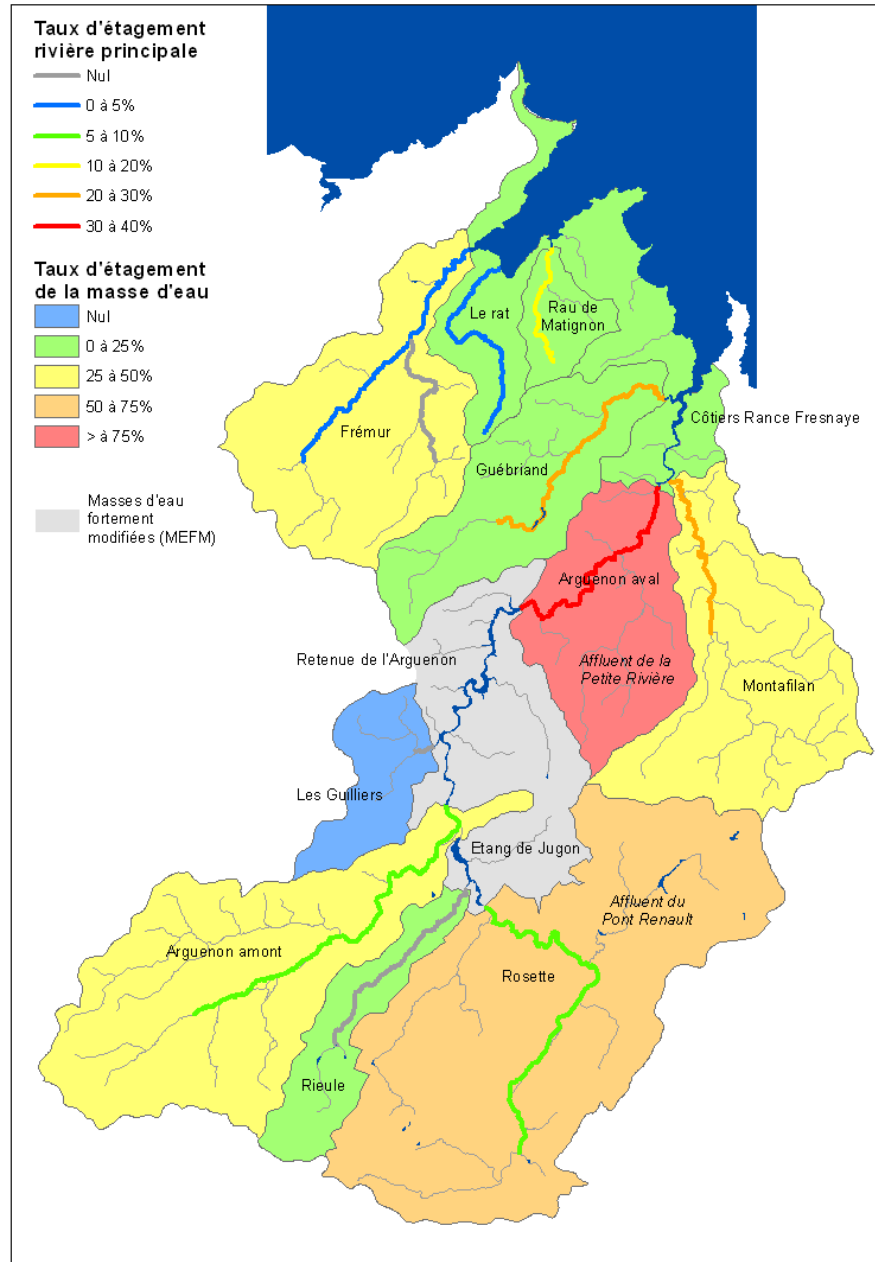 Taux d'étagement
rivière principale
Nul
0 à 5%
5 à 10%
10 à 20%
20 à 30%
30 à 40%
Taux d'étagement
de la masse d'eau
Nul
0 à 25%
25 à 50%
50 à 75%
> à 75%
Masses d'eau
fortement
modifiées (MEFM)
Le rat
Rau de
Matignon
Côtiers Rance Fresnaye
Frémur
Guébriand
Arguenon aval
Retenue de l'Arguenon
Affluent de la
Petite Rivière
Montafilan
Les Guilliers
Etang de Jugon
Affluent du
Pont Renault
Arguenon amont
Rosette
Rieule